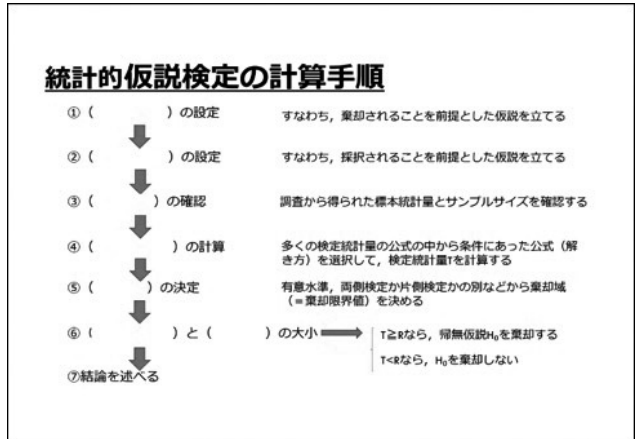 統計的仮説検定の計算手順
①（　　　　　）の設定　すなわち，棄却されることを前提とした仮説を立てる
②（　　　　　）の設定　すなわち，採択されることを前提とした仮説を立てる
③（　　　　）の確認　調査から得られた標本統計量とサンプルサイズを確認する
④（　　　　　）の計算　多くの検定統計量の公式の中から条件にあった公式（解
き方）を選択して，検定統計量Tを計算する
⑤（　　　　）の決定　有意水準，両側検定か片側検定かの別などから棄却域
（＝棄却限界値）を決める
⑥（　　　　　）と（　　　　）の大小　T≧Rなら，帰無仮説H₀を棄却する
T<Rなら，H₀を棄却しない
⑦結論を述べる